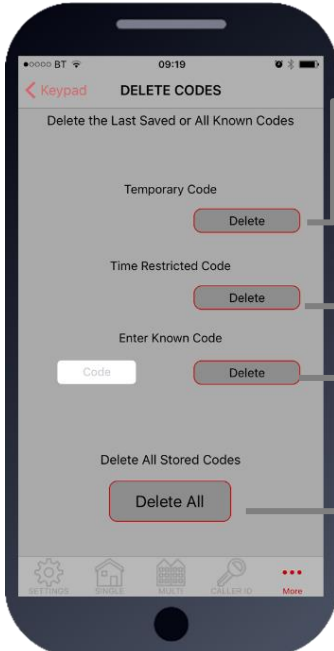 BT 09:19
Keypad DELETE CODES
Delete the Last Saved or All Known Codes
Temporary Code
Delete
Time Restricted Code
Delete
Enter Known Code
Code Delete
Delete All Stored Codes
Delete All
SETTINGS SINGLE MULTI CALLER ID More